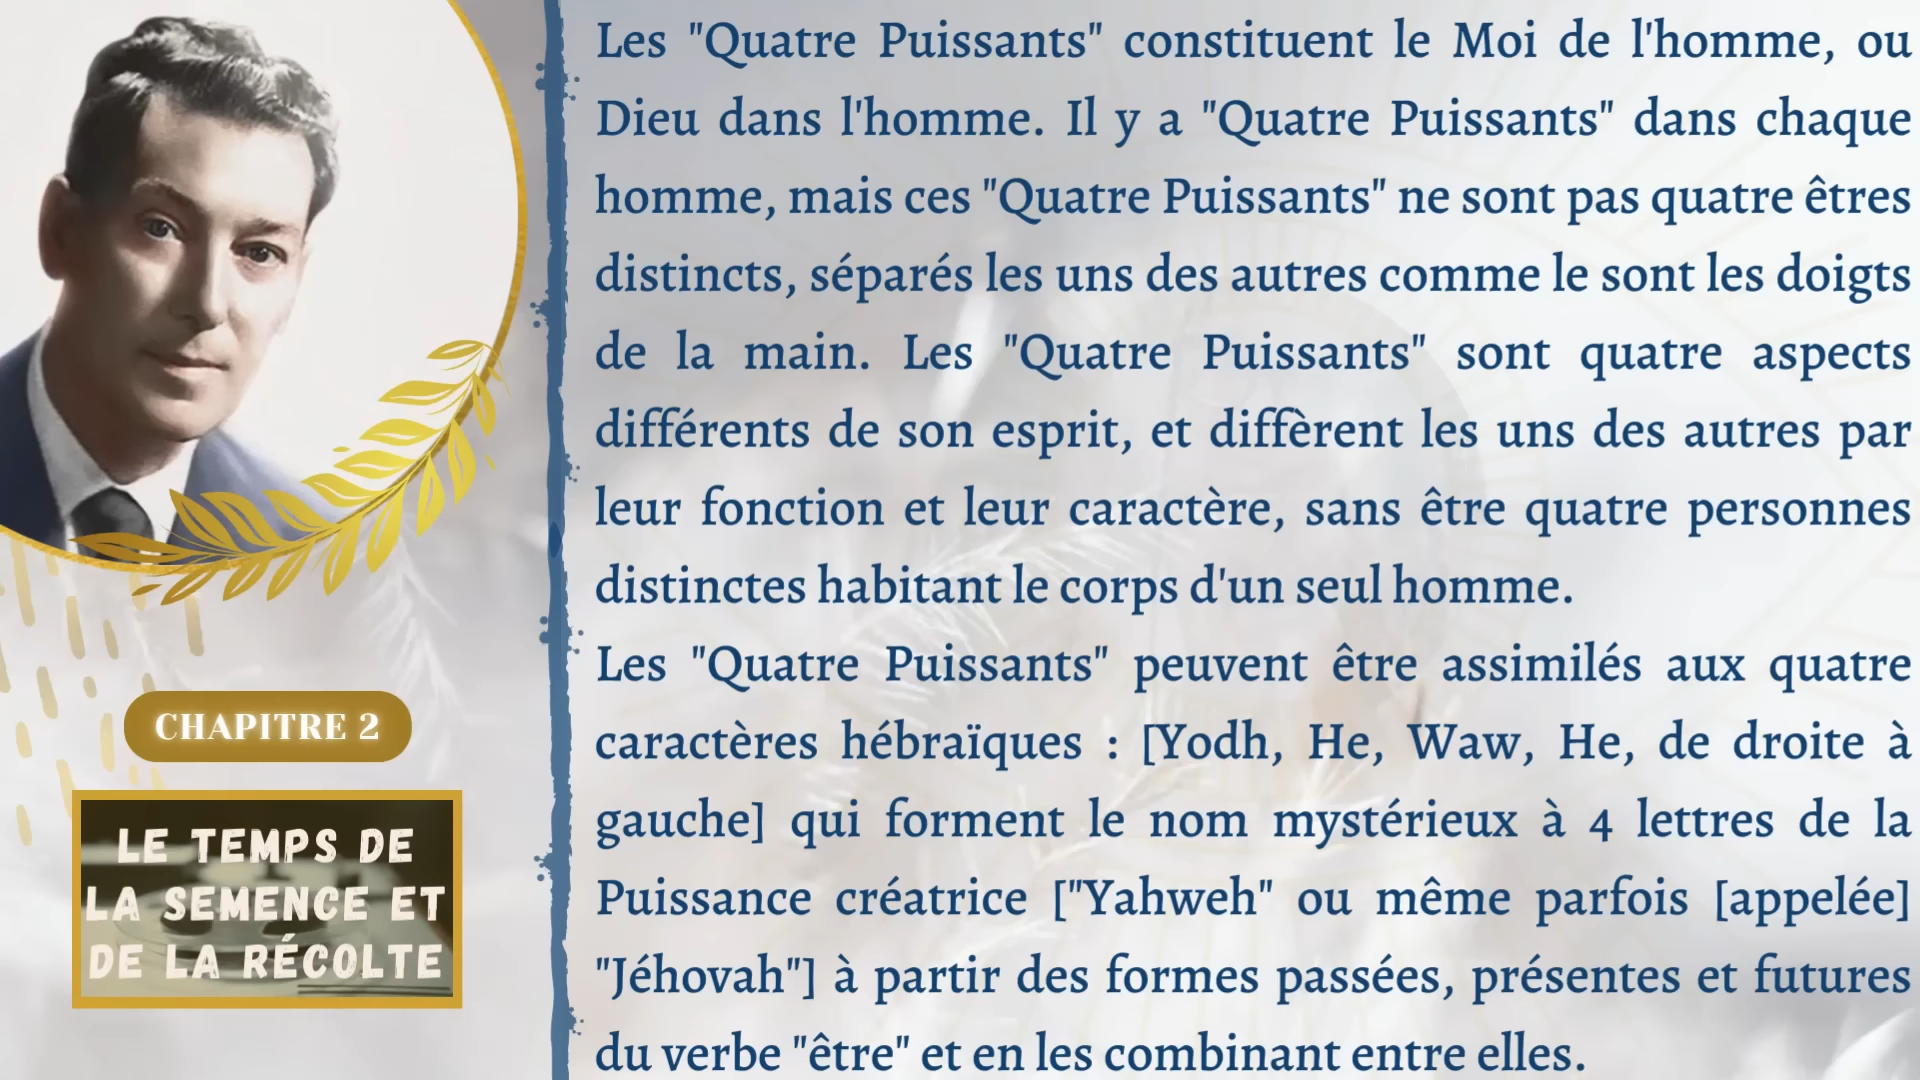 Les "Quatre Puissants" constituent le Moi de l'homme, ou
Dieu dans l'homme. Il y a "Quatre Puissants" dans chaque
homme, mais ces "Quatre Puissants" ne sont pas quatre êtres
distincts, séparés les uns des autres comme le sont les doigts
de la main. Les "Quatre Puissants" sont quatre aspects
différents de son esprit, et diffèrent les uns des autres par
leur fonction et leur caractère, sans être quatre personnes
distinctes habitant le corps d'un seul homme.
Les "Quatre Puissants" peuvent être assimilés aux quatre
caractères hébraïques : [Yodh, He, Waw, He, de droite à
gauche] qui forment le nom mystérieux à 4 lettres de la
Puissance créatrice ["Yahweh" ou même parfois [appelée]
"Jéhovah"] à partir des formes passées, présentes et futures
du verbe "être" et en les combinant entre elles.
CHAPITRE 2
LE TEMPS DE
LA SEMENCE ET
DE LA RÉCOLTE